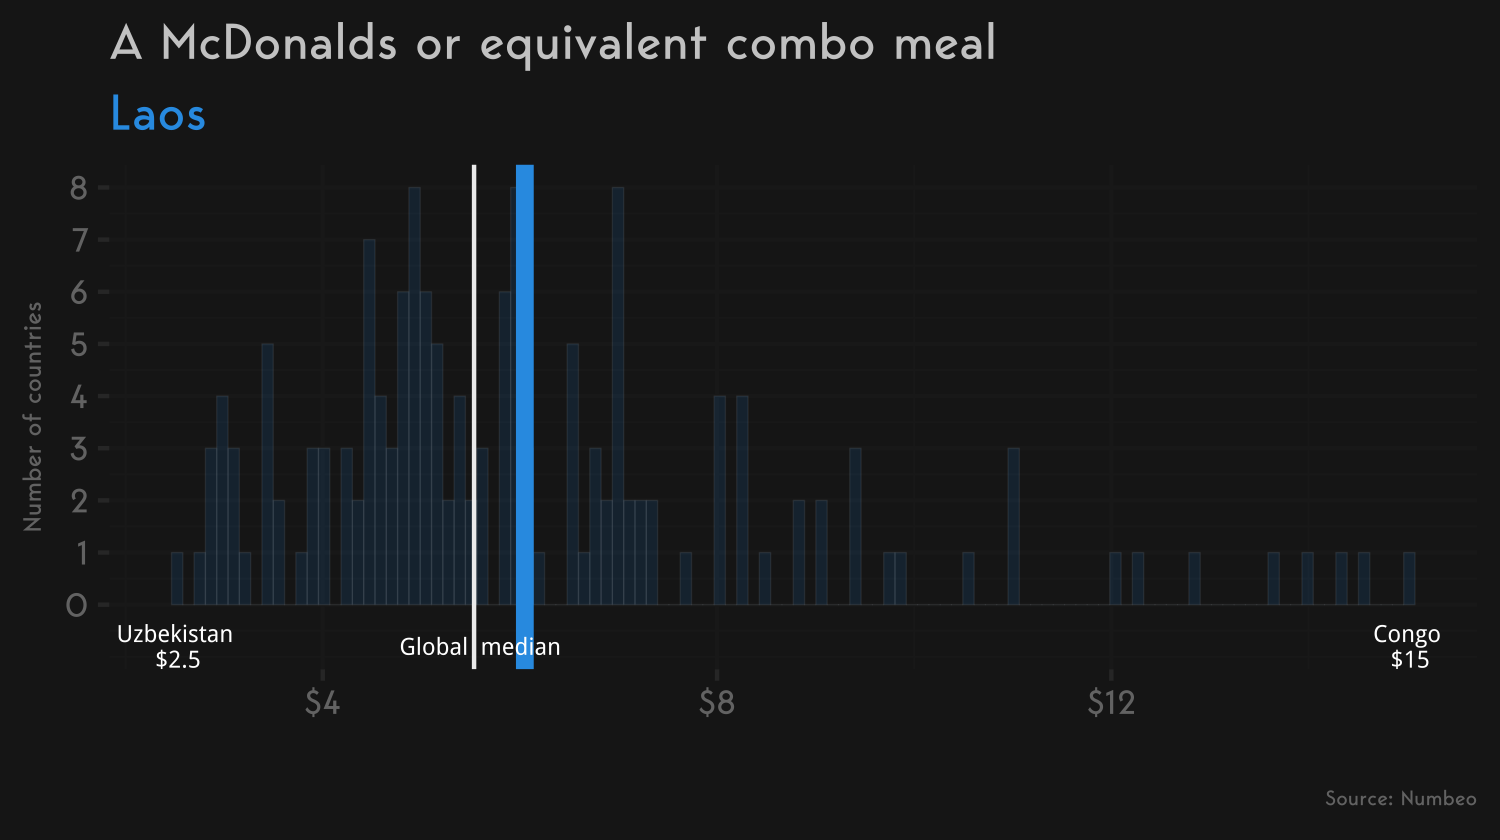 A McDonalds or equivalent combo meal
Laos
Number of countries
8
7
6
5
4
3
2
1
0
Uzbekistan
$2.5
Global median
Congo
$15
$4
$8
$12
Source: Numbeo